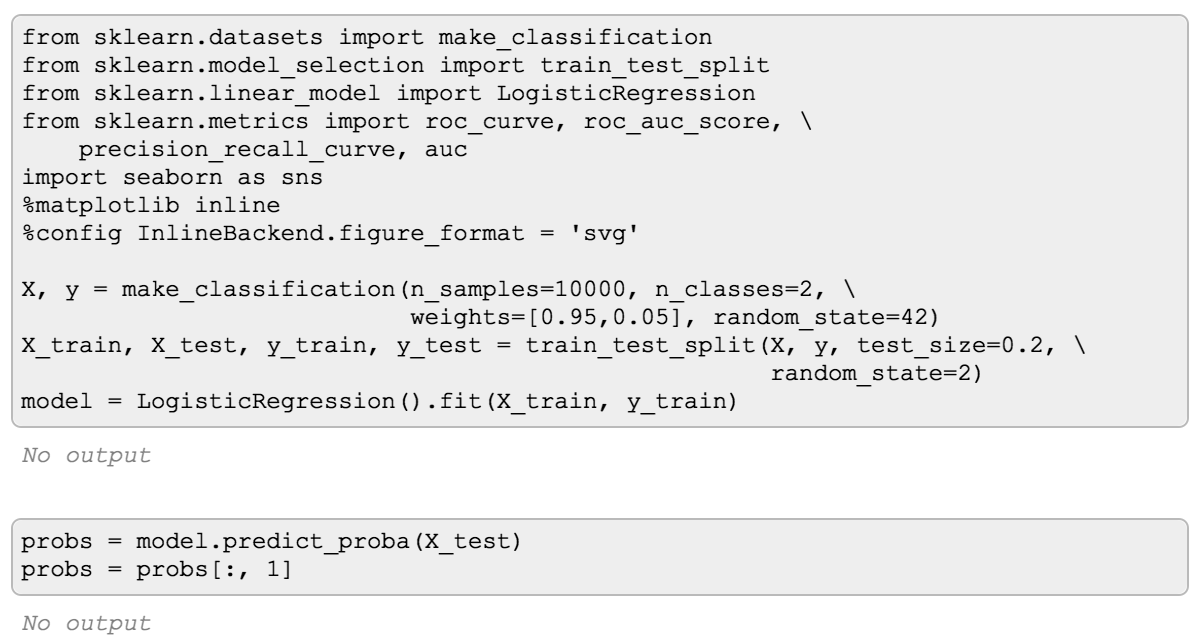 from sklearn.datasets import make_classification
from sklearn.model_selection import train_test_split
from sklearn.linear_model import LogisticRegression
from sklearn.metrics import roc_curve, roc_auc_score, \
    precision_recall_curve, auc
import seaborn as sns
%matplotlib inline
%config InlineBackend.figure_format = 'svg'

X, y = make_classification(n_samples=10000, n_classes=2, \
                           weights=[0.95,0.05], random_state=42)
X_train, X_test, y_train, y_test = train_test_split(X, y, test_size=0.2, \
                                                    random_state=2)
model = LogisticRegression().fit(X_train, y_train)
No output
probs = model.predict_proba(X_test)
probs = probs[:, 1]
No output